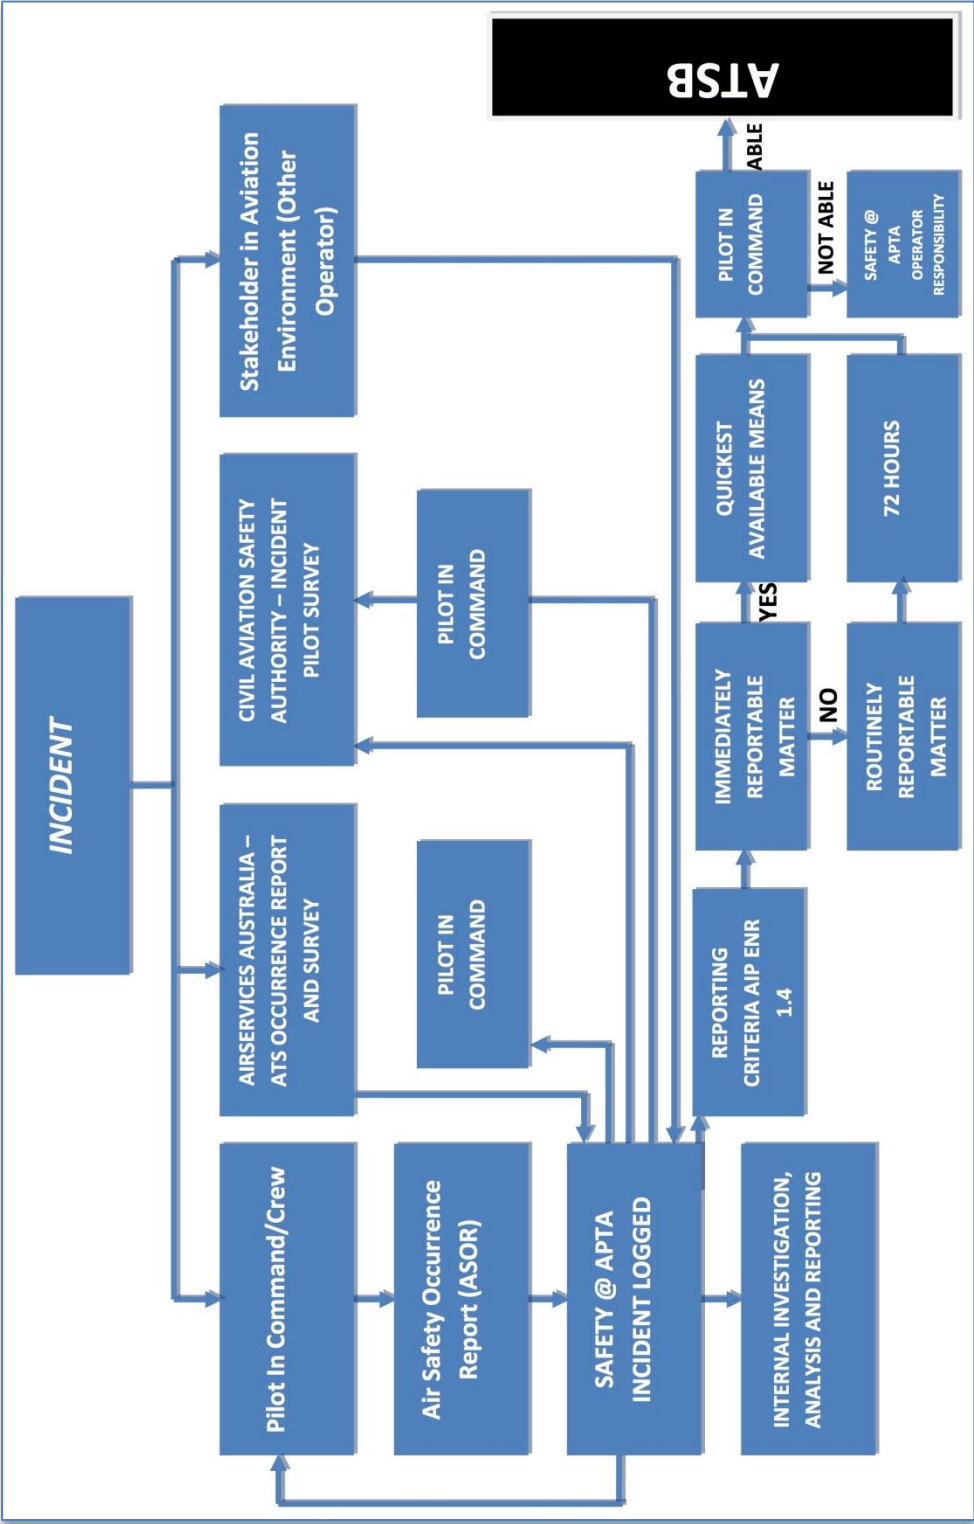 INCIDENT
Pilot In Command/Crew
AIRSERVICES AUSTRALIA –
ATS OCCURRENCE REPORT
AND SURVEY
CIVIL AVIATION SAFETY
AUTHORITY – INCIDENT
PILOT SURVEY
Stakeholder in Aviation
Environment (Other
Operator)
Air Safety Occurrence
Report (ASOR)
PILOT IN
COMMAND
PILOT IN
COMMAND
SAFETY @ APTA
INCIDENT LOGGED
INTERNAL INVESTIGATION,
ANALYSIS AND REPORTING
REPORTING
CRITERIA AIP ENR
1.4
IMMEDIATELY
REPORTABLE
MATTER
YES
NO
ROUTINELY
REPORTABLE
MATTER
QUICKEST
AVAILABLE MEANS
72 HOURS
PILOT IN
COMMAND
ABLE
NOT ABLE
SAFETY @
APTA
OPERATOR
RESPONSIBILITY
ATSB